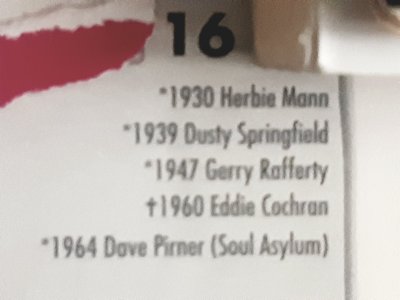 16
*1930 Herbie Mann
*1939 Dusty Springfield
*1947 Gerry Rafferty
†1960 Eddie Cochran
*1964 Dave Pirner (Soul Asylum)